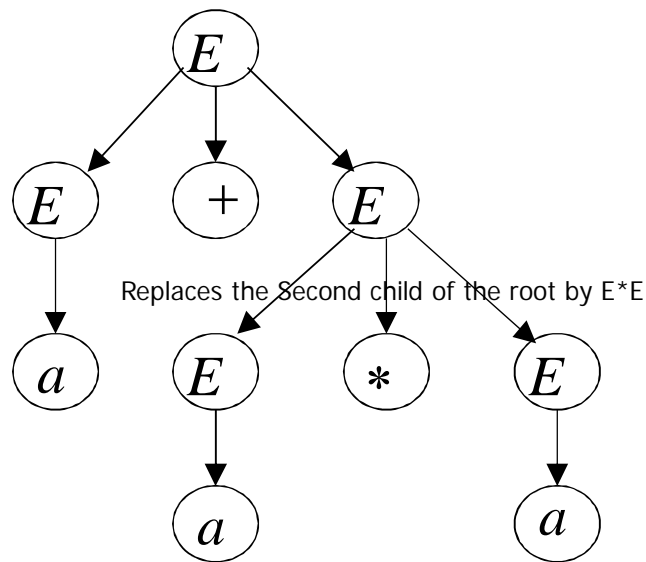 E
E + E
Replaces the Second child of the root by E*E
a E * E
a a